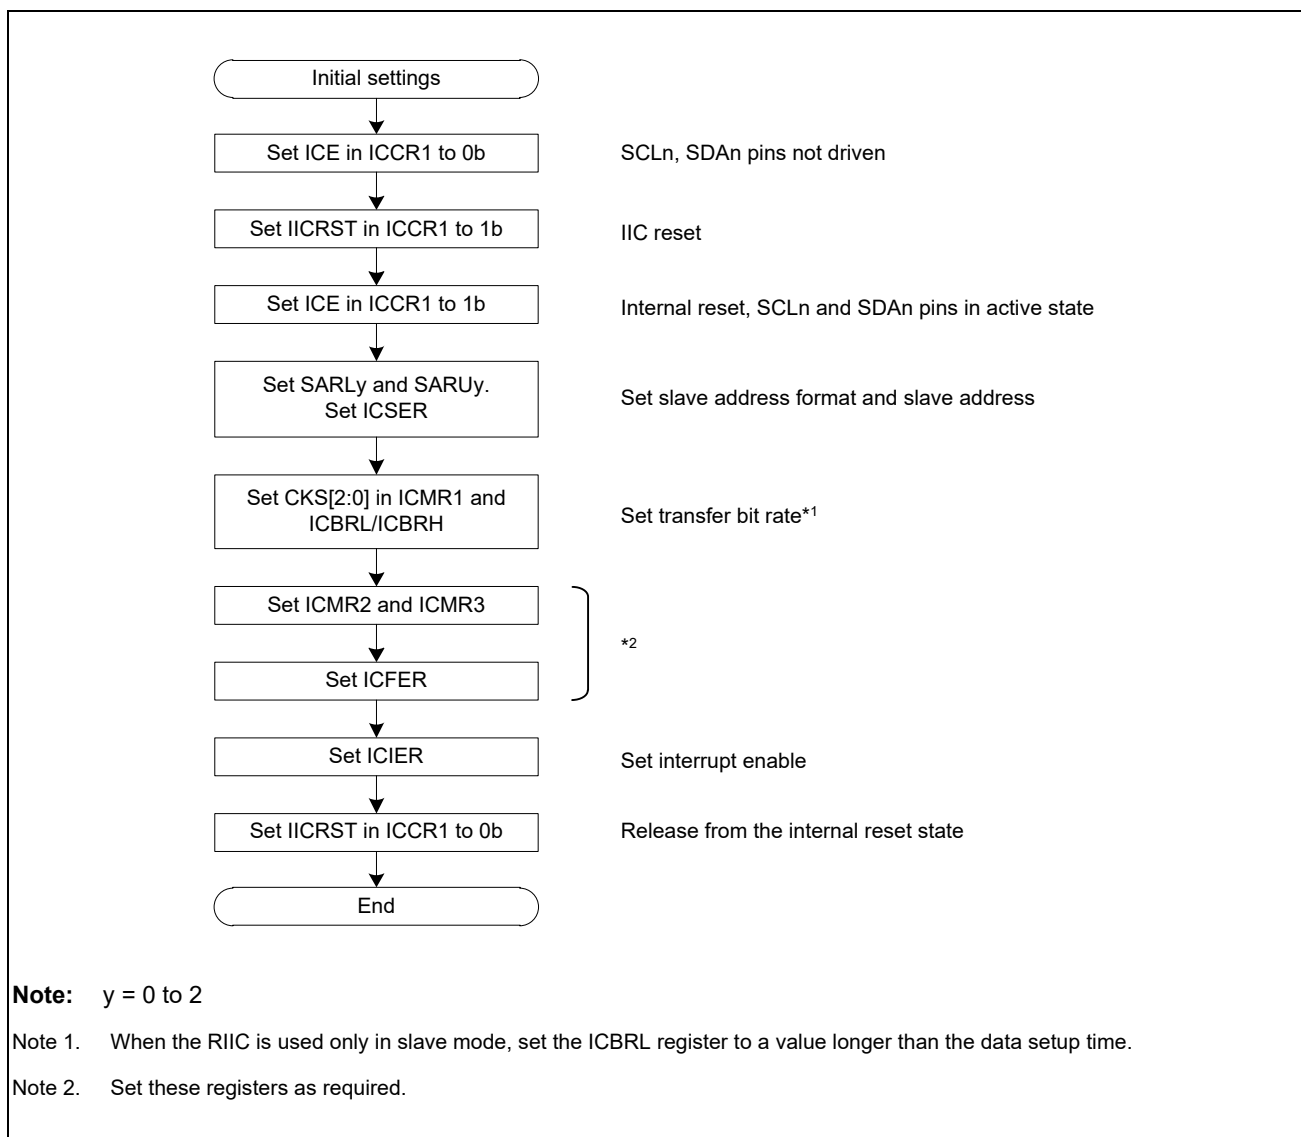 Initial settings
Set ICE in ICCR1 to 0b
SCLn, SDAn pins not driven
Set IICRST in ICCR1 to 1b
IIC reset
Set ICE in ICCR1 to 1b
Internal reset, SCLn and SDAn pins in active state
Set SARLy and SARUy.
Set ICSER
Set slave address format and slave address
Set CKS[2:0] in ICMR1 and
ICBRL/ICBRH
Set transfer bit rate*1
Set ICMR2 and ICMR3
*2
Set ICFER
Set ICIER
Set interrupt enable
Set IICRST in ICCR1 to 0b
Release from the internal reset state
End
Note: y = 0 to 2
Note 1. When the RIIC is used only in slave mode, set the ICBRL register to a value longer than the data setup time.
Note 2. Set these registers as required.